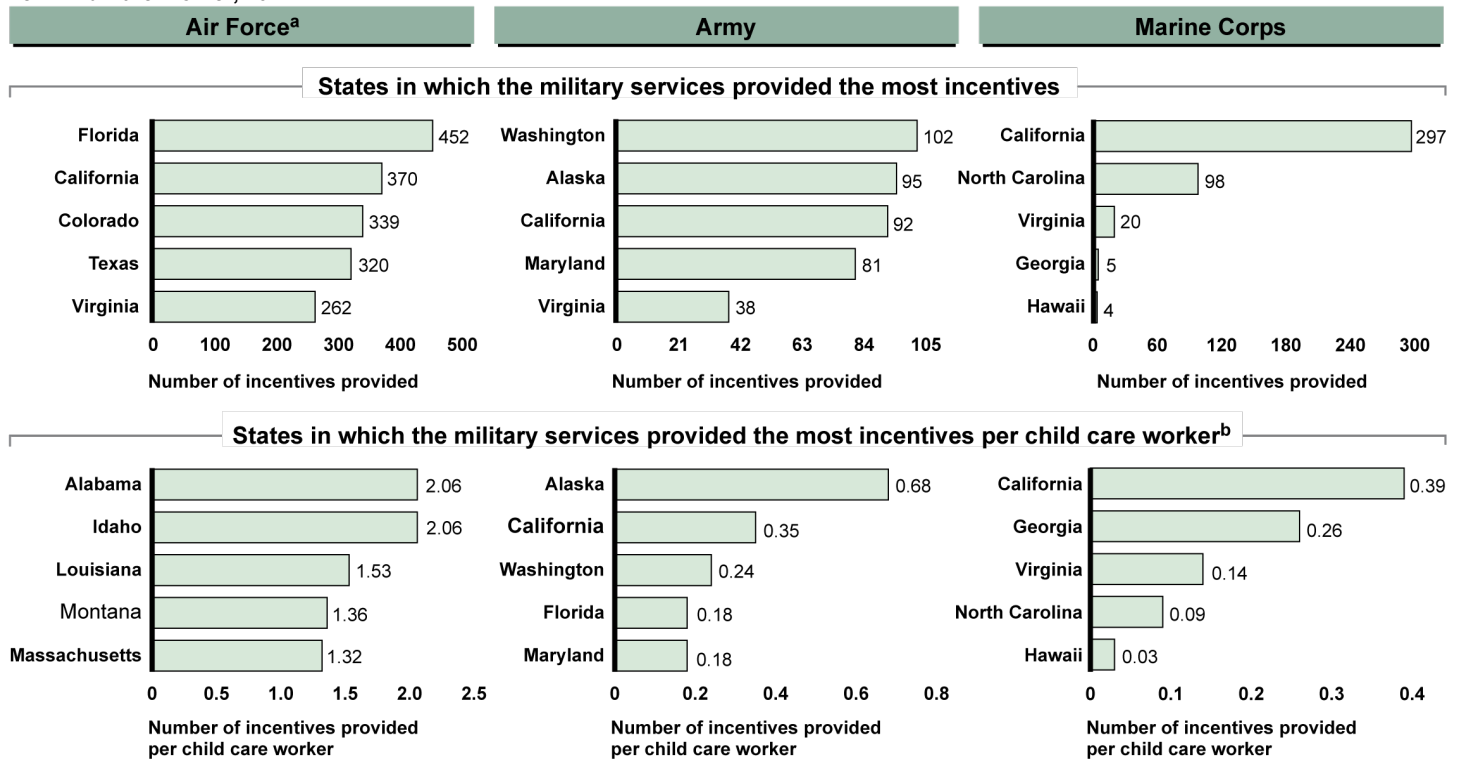 Air Forceᵃ
Army
Marine Corps
States in which the military services provided the most incentives
Florida 452
California 370
Colorado 339
Texas 320
Virginia 262
0 100 200 300 400 500
Number of incentives provided
Washington 102
Alaska 95
California 92
Maryland 81
Virginia 38
0 21 42 63 84 105
Number of incentives provided
California 297
North Carolina 98
Virginia 20
Georgia 5
Hawaii 4
0 60 120 180 240 300
Number of incentives provided
States in which the military services provided the most incentives per child care workerᵇ
Alabama 2.06
Idaho 2.06
Louisiana 1.53
Montana 1.36
Massachusetts 1.32
0 0.5 1.0 1.5 2.0 2.5
Number of incentives provided
per child care worker
Alaska 0.68
California 0.35
Washington 0.24
Florida 0.18
Maryland 0.18
0 0.2 0.4 0.6 0.8
Number of incentives provided
per child care worker
California 0.39
Georgia 0.26
Virginia 0.14
North Carolina 0.09
Hawaii 0.03
0 0.1 0.2 0.3 0.4
Number of incentives provided
per child care worker